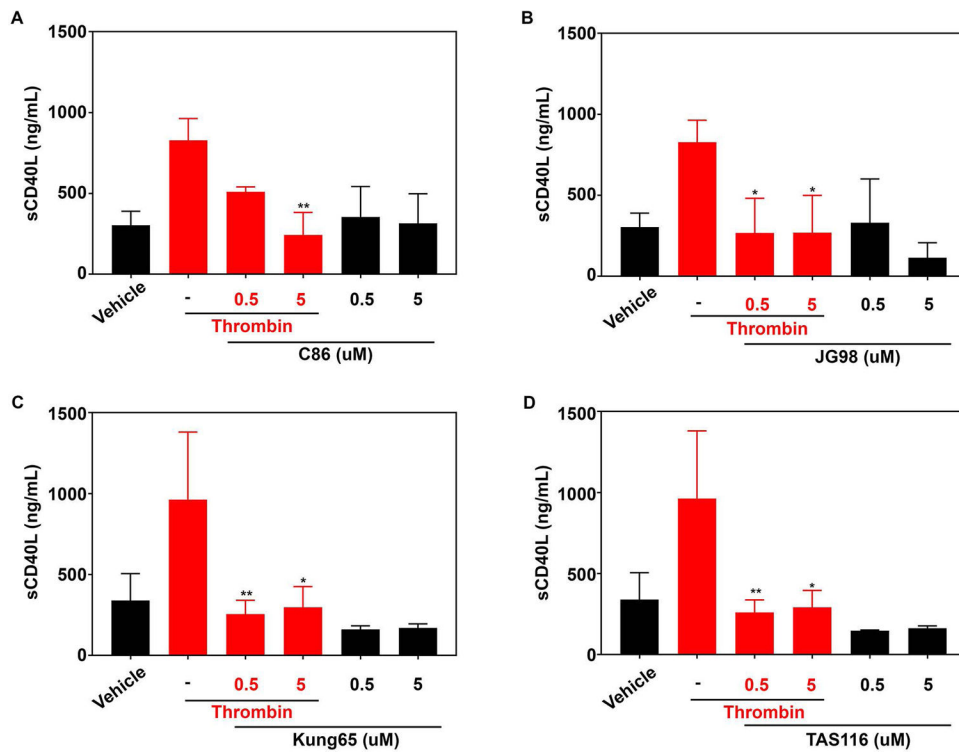 A
1500
1000
500
0
sCD40L (ng/mL)
**
Vehicle
- 0.5 5 0.5 5
Thrombin
C86 (uM)
B
1500
1000
500
0
sCD40L (ng/mL)
* *
Vehicle
- 0.5 5 0.5 5
Thrombin
JG98 (uM)
C
1500
1000
500
0
sCD40L (ng/mL)
** *
Vehicle
- 0.5 5 0.5 5
Thrombin
Kung65 (uM)
D
1500
1000
500
0
sCD40L (ng/mL)
** *
Vehicle
- 0.5 5 0.5 5
Thrombin
TAS116 (uM)